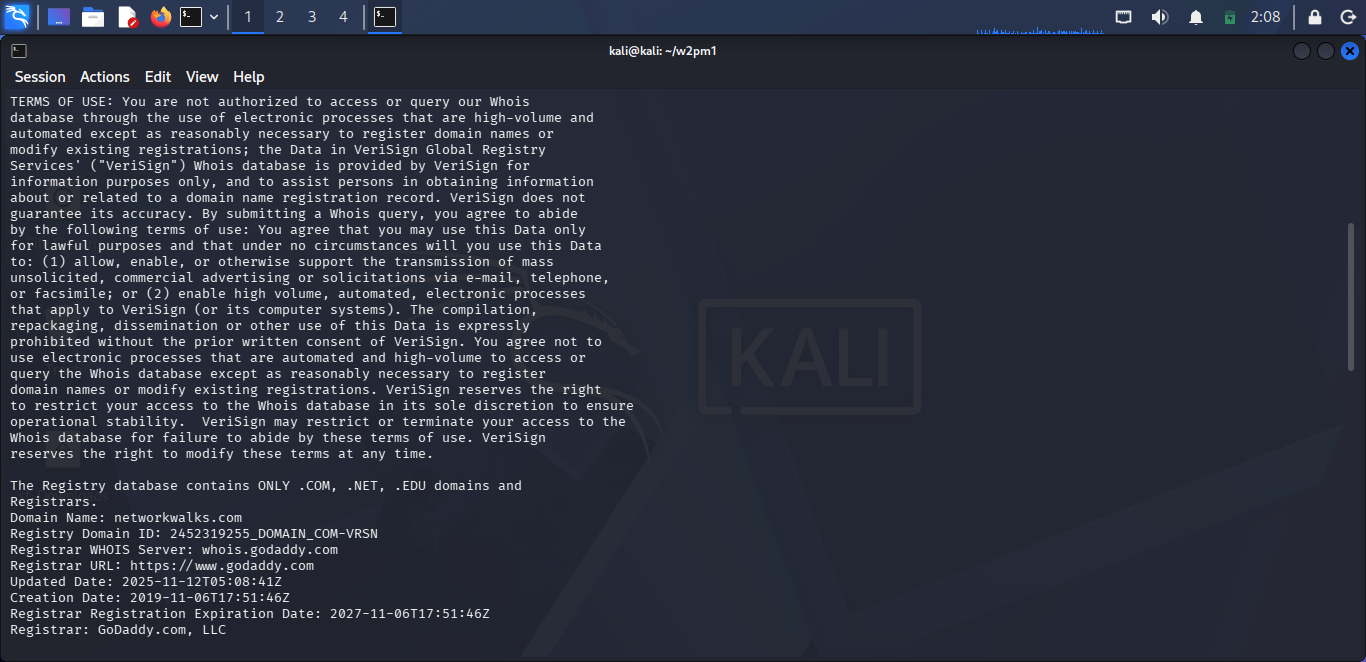 1 2 3 4 2:08
kali@kali: ~/w2pm1
Session Actions Edit View Help
TERMS OF USE: You are not authorized to access or query our Whois
database through the use of electronic processes that are high-volume and
automated except as reasonably necessary to register domain names or
modify existing registrations; the Data in VeriSign Global Registry
Services' ("VeriSign") Whois database is provided by VeriSign for
information purposes only, and to assist persons in obtaining information
about or related to a domain name registration record. VeriSign does not
guarantee its accuracy. By submitting a Whois query, you agree to abide
by the following terms of use: You agree that you may use this Data only
for lawful purposes and that under no circumstances will you use this Data
to: (1) allow, enable, or otherwise support the transmission of mass
unsolicited, commercial advertising or solicitations via e-mail, telephone,
or facsimile; or (2) enable high volume, automated, electronic processes
that apply to VeriSign (or its computer systems). The compilation,
repackaging, dissemination or other use of this Data is expressly
prohibited without the prior written consent of VeriSign. You agree not to
use electronic processes that are automated and high-volume to access or
query the Whois database except as reasonably necessary to register
domain names or modify existing registrations. VeriSign reserves the right
to restrict your access to the Whois database in its sole discretion to ensure
operational stability.  VeriSign may restrict or terminate your access to the
Whois database for failure to abide by these terms of use. VeriSign
reserves the right to modify these terms at any time.
The Registry database contains ONLY .COM, .NET, .EDU domains and
Registrars.
Domain Name: networkwalks.com
Registry Domain ID: 2452319255_DOMAIN_COM-VRSN
Registrar WHOIS Server: whois.godaddy.com
Registrar URL: https://www.godaddy.com
Updated Date: 2025-11-12T05:08:41Z
Creation Date: 2019-11-06T17:51:46Z
Registrar Registration Expiration Date: 2027-11-06T17:51:46Z
Registrar: GoDaddy.com, LLC
KALI